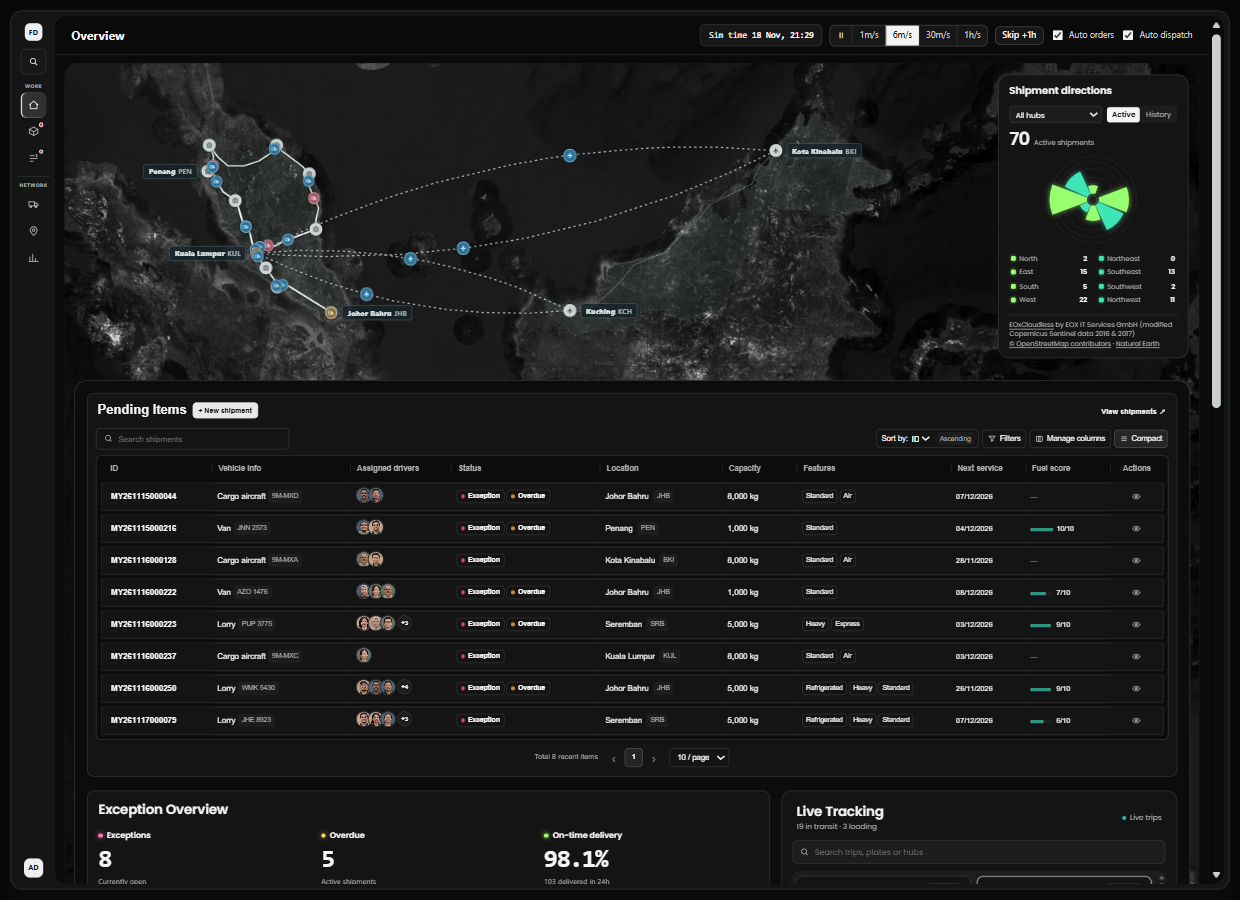 FD
Overview
Sim time 18 Nov, 21:29
1m/s 6m/s 30m/s 1h/s
Skip +1h
Auto orders
Auto dispatch
WORK
NETWORK
AD
Penang PEN
Kuala Lumpur KUL
Johor Bahru JHB
Kota Kinabalu BKI
Kuching KCH
Shipment directions
All hubs
Active History
70 Active shipments
North 2 Northeast 0
East 15 Southeast 13
South 5 Southwest 2
West 22 Northwest 11
EOxCloudless by EOX IT Services GmbH (modified
Copernicus Sentinel data 2016 & 2017)
© OpenStreetMap contributors · Natural Earth
Pending Items
+ New shipment
View shipments ↗
Search shipments
Sort by: ID Ascending
Filters
Manage columns
Compact
ID Vehicle info Assigned drivers Status Location Capacity Features Next service Fuel score Actions
MY261115000044 Cargo aircraft 9M-MXD Exception Overdue Johor Bahru JHB 8,000 kg Standard Air 07/12/2026 —
MY261115000216 Van JNN 2573 Exception Overdue Penang PEN 1,000 kg Standard 04/12/2026 10/10
MY261116000128 Cargo aircraft 9M-MXA Exception Kota Kinabalu BKI 8,000 kg Standard Air 28/11/2026 —
MY261116000222 Van AZO 1476 Exception Overdue Johor Bahru JHB 1,000 kg Standard 08/12/2026 7/10
MY261116000223 Lorry PUP 3775 +3 Exception Overdue Seremban SRB 5,000 kg Heavy Express 03/12/2026 9/10
MY261116000237 Cargo aircraft 9M-MXC Exception Kuala Lumpur KUL 8,000 kg Standard Air 03/12/2026 —
MY261116000250 Lorry WMK 5430 +4 Exception Overdue Johor Bahru JHB 5,000 kg Refrigerated Heavy Standard 26/11/2026 9/10
MY261117000079 Lorry JHE 8923 +3 Exception Seremban SRB 5,000 kg Refrigerated Heavy Standard 07/12/2026 6/10
Total 8 recent items
‹ 1 ›
10 / page
Exception Overview
Exceptions
8
Currently open
Overdue
5
Active shipments
On-time delivery
98.1%
103 delivered in 24h
Live Tracking
19 in transit · 3 loading
Live trips
Search trips, plates or hubs